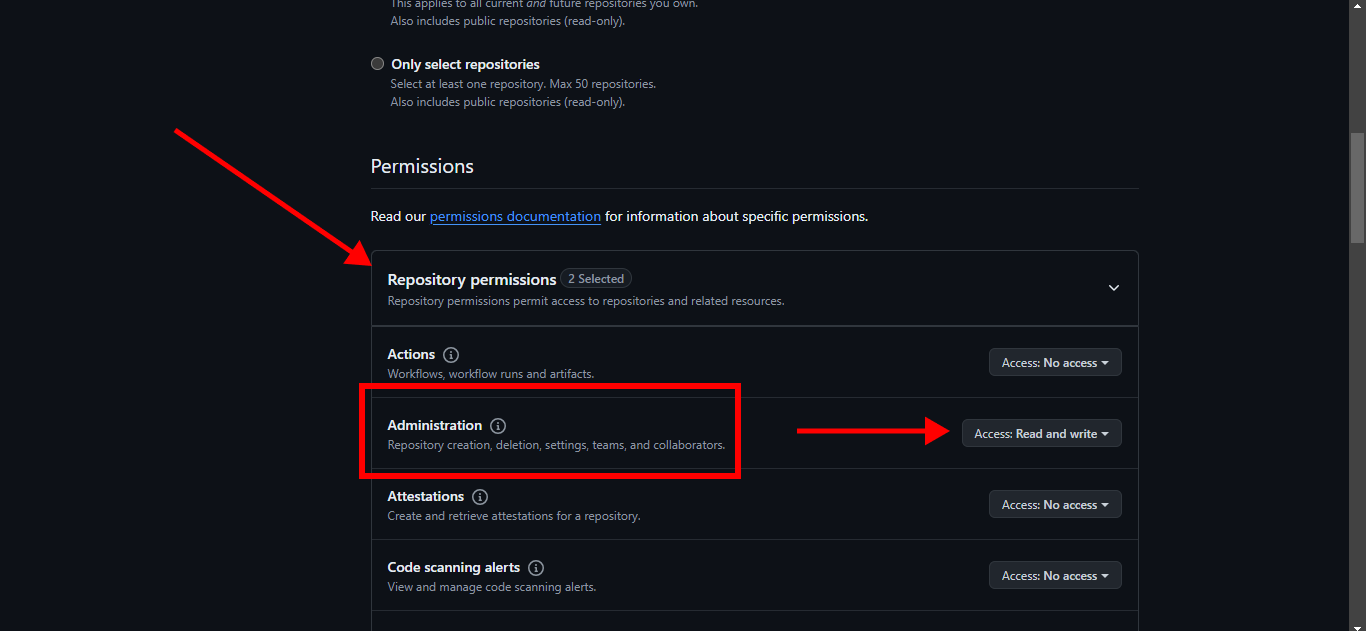 This applies to all current and future repositories you own.
Also includes public repositories (read-only).
Only select repositories
Select at least one repository. Max 50 repositories.
Also includes public repositories (read-only).
Permissions
Read our permissions documentation for information about specific permissions.
Repository permissions 2 Selected
Repository permissions permit access to repositories and related resources.
Actions
Access: No access
Workflows, workflow runs and artifacts.
Administration
Access: Read and write
Repository creation, deletion, settings, teams, and collaborators.
Attestations
Access: No access
Create and retrieve attestations for a repository.
Code scanning alerts
Access: No access
View and manage code scanning alerts.